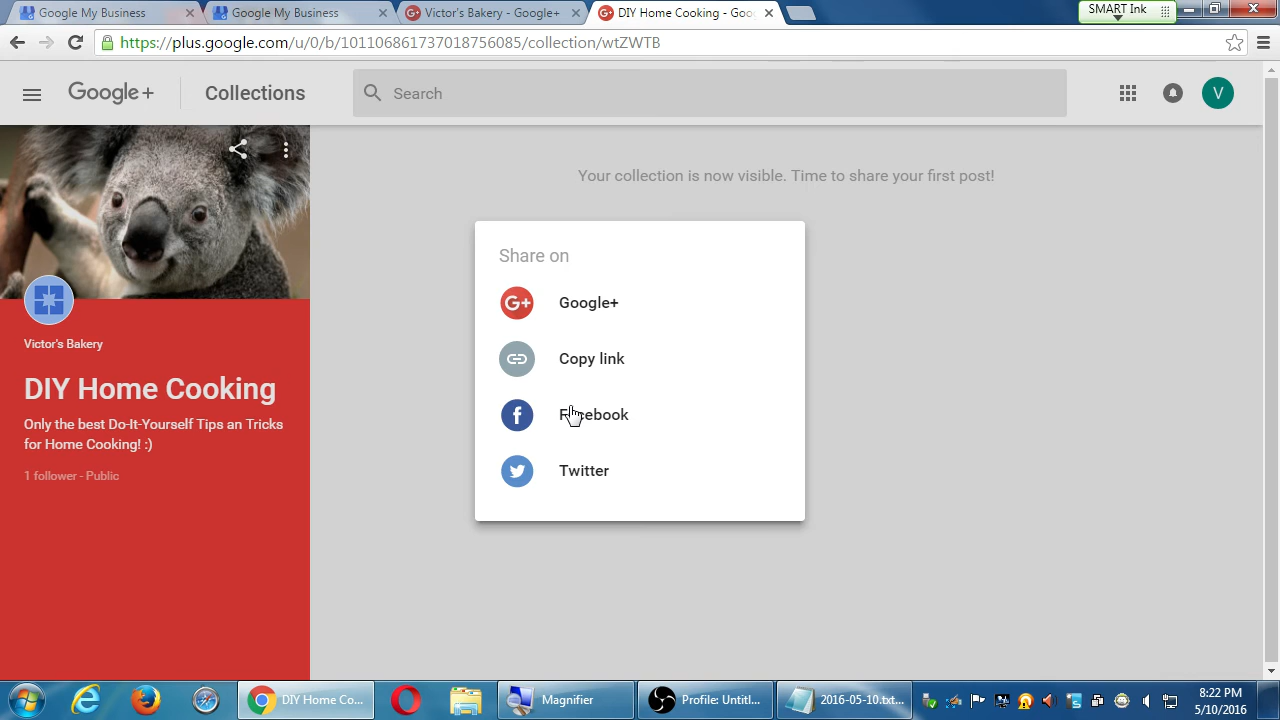 Google My Business
Google My Business
Victor's Bakery - Google+
DIY Home Cooking - Goo
SMART Ink
https://plus.google.com/u/0/b/101106861737018756085/collection/wtZWTB
Google+
Collections
Search
V
Your collection is now visible. Time to share your first post!
Share on
G+
Google+
Copy link
Facebook
Twitter
Victor's Bakery
DIY Home Cooking
Only the best Do-It-Yourself Tips an Tricks
for Home Cooking! :)
1 follower - Public
DIY Home Co...
Magnifier
Profile: Untitl...
2016-05-10.txt...
8:22 PM
5/10/2016